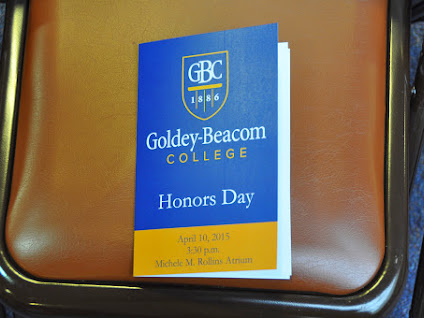 GBC
1886
Goldey-Beacom
COLLEGE
Honors Day
April 10, 2015
3:30 p.m.
Michele M. Rollins Atrium